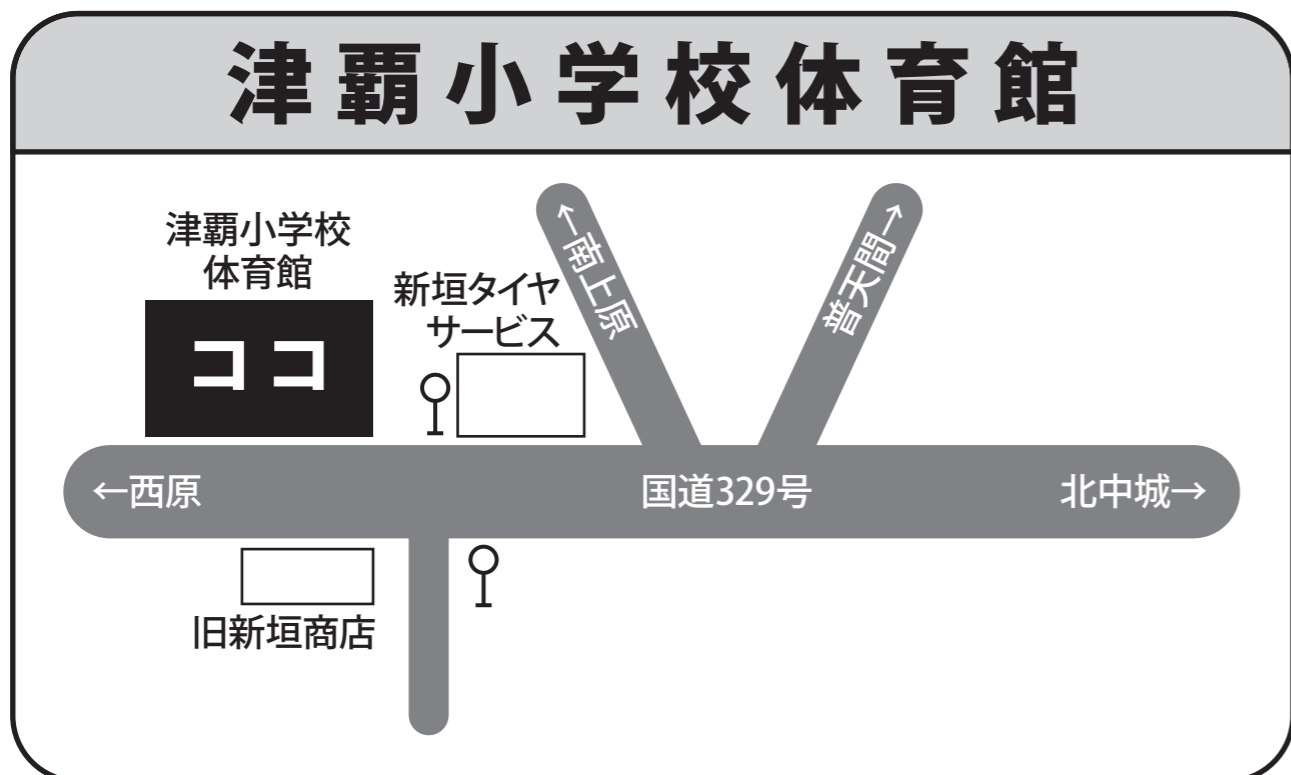 津覇小学校体育館
津覇小学校
体育館
ココ
新垣タイヤ
サービス
←南上原
普天間→
←西原
国道329号
北中城→
旧新垣商店